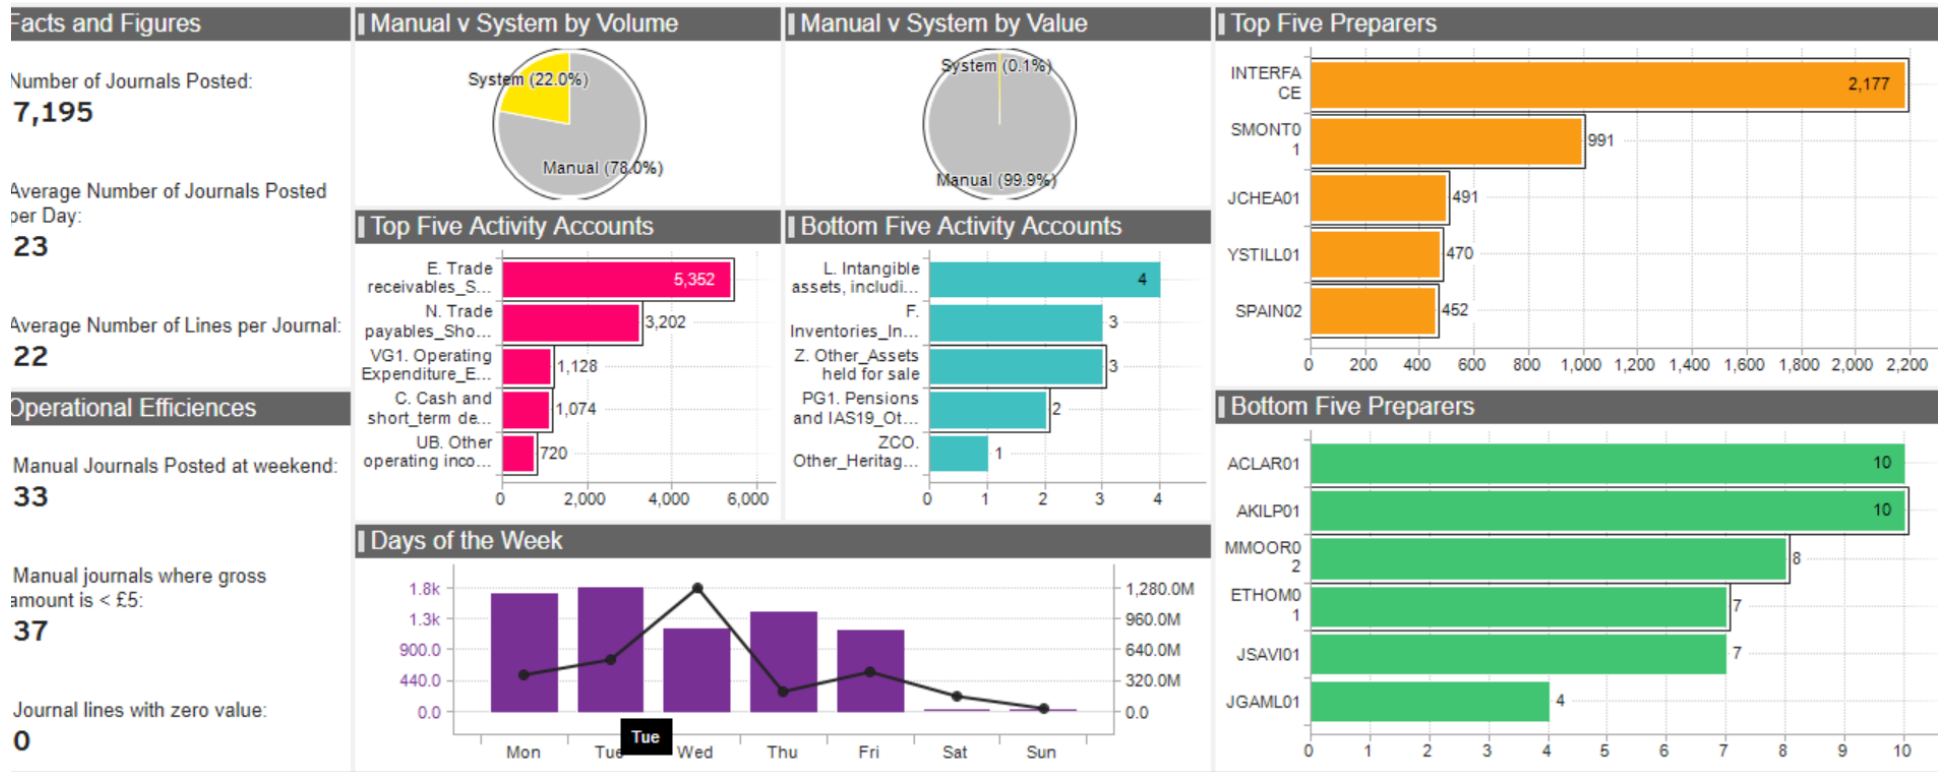 Facts and Figures
Number of Journals Posted:
7,195
Average Number of Journals Posted
per Day:
23
Average Number of Lines per Journal:
22
Operational Efficiences
Manual Journals Posted at weekend:
33
Manual journals where gross
amount is < £5:
37
Journal lines with zero value:
0
Manual v System by Volume
System (22.0%)
Manual (78.0%)
Manual v System by Value
System (0.1%)
Manual (99.9%)
Top Five Activity Accounts
E. Trade
receivables_S...
5,352
N. Trade
payables_Sho...
3,202
VG1. Operating
Expenditure_E...
1,128
C. Cash and
short_term de...
1,074
UB. Other
operating inco...
720
0 2,000 4,000 6,000
Bottom Five Activity Accounts
L. Intangible
assets, includi...
4
F.
Inventories_In...
3
Z. Other_Assets
held for sale
3
PG1. Pensions
and IAS19_Ot...
2
ZCO.
Other_Heritag...
1
0 1 2 3 4
Days of the Week
1.8k
1.3k
900.0
440.0
0.0
1,280.0M
960.0M
640.0M
320.0M
0.0
Mon Tue Wed Thu Fri Sat Sun
Tue
Top Five Preparers
INTERFA
CE
2,177
SMONT0
1
991
JCHEA01
491
YSTILL01
470
SPAIN02
452
0 200 400 600 800 1,000 1,200 1,400 1,600 1,800 2,000 2,200
Bottom Five Preparers
ACLAR01
10
AKILP01
10
MMOOR0
2
8
ETHOM0
1
7
JSAVI01
7
JGAML01
4
0 1 2 3 4 5 6 7 8 9 10